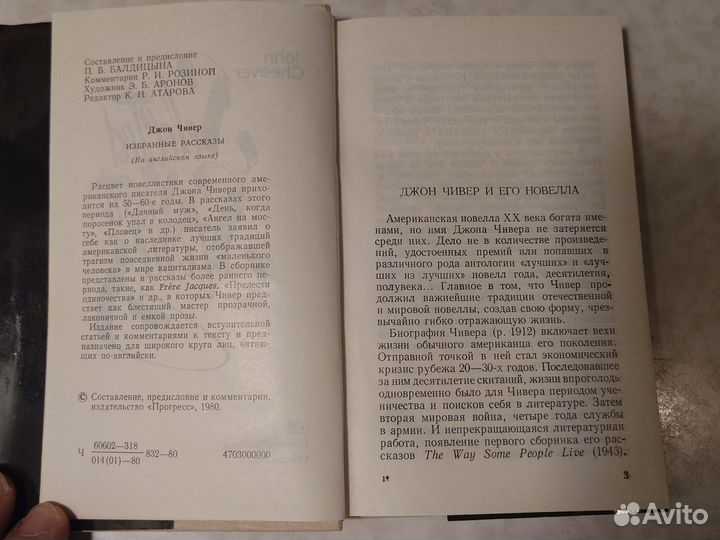 Составление и предисловие
П. В. БАЛДИЦЫНА
Комментарии Р. И. РОЗИНОЙ
Художник Э. Б. АРОНОВ
Редактор К. Н. АТАРОВА
Джон Чивер
ИЗБРАННЫЕ РАССКАЗЫ
(На английском языке)
Расцвет новеллистики современного аме-
риканского писателя Джона Чивера прихо-
дится на 50—60-е годы. В рассказах этого
периода («Дачный муж», «День, когда
поросенок упал в колодец», «Ангел на мос-
ту», «Пловец» и др.) писатель заявил о
себе как о наследнике лучших традиций
американской литературы, отображавшей
трагизм повседневной жизни «маленького
человека» в мире капитализма. В сборнике
представлены и рассказы более раннего пе-
риода, такие, как Frère Jacques, «Прелести
одиночества» и др., в которых Чивер пред-
стает как блестящий мастер прозрачной,
лаконичной и емкой прозы.
Издание сопровождается вступительной
статьей и комментариями к тексту и пред-
назначено для широкого круга лиц, читаю-
щих по-английски.
© Составление, предисловие и комментарии,
издательство «Прогресс», 1980.
Ч 60602—318
014(01)—80 832—80 4703000000
John
Cheever
ДЖОН ЧИВЕР И ЕГО НОВЕЛЛА
Американская новелла XX века богата име-
нами, но имя Джона Чивера не затеряется
среди них. Дело не в количестве произведе-
ний, удостоенных премий или попавших в
различного рода антологии «лучших» и «луч-
ших из лучших» новелл года, десятилетия,
полувека... Главное в том, что Чивер про-
должил важнейшие традиции отечественной
и мировой новеллы, создав свою форму, чрез-
вычайно гибко отражающую жизнь.
Биография Чивера (р. 1912) включает вехи
жизни обычного американца его поколения.
Отправной точкой в ней стал экономический
кризис рубежа 20—30-х годов. Последовавшее
за ним десятилетие скитаний, жизни впроголодь
одновременно было для Чивера периодом уче-
ничества и поисков себя в литературе. Затем
вторая мировая война, четыре года службы
в армии. И непрекращающаяся литературная
работа, появление первого сборника его рас-
сказов The Way Some People Live (1943).
1* 3
Avito